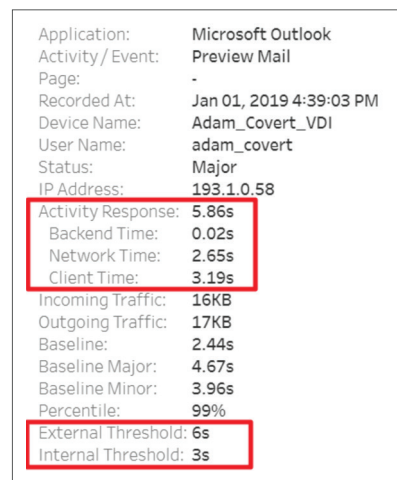 Application: Microsoft Outlook
Activity / Event: Preview Mail
Page: -
Recorded At: Jan 01, 2019 4:39:03 PM
Device Name: Adam_Covert_VDI
User Name: adam_covert
Status: Major
IP Address: 193.1.0.58
Activity Response: 5.86s
Backend Time: 0.02s
Network Time: 2.65s
Client Time: 3.19s
Incoming Traffic: 16KB
Outgoing Traffic: 17KB
Baseline: 2.44s
Baseline Major: 4.67s
Baseline Minor: 3.96s
Percentile: 99%
External Threshold: 6s
Internal Threshold: 3s